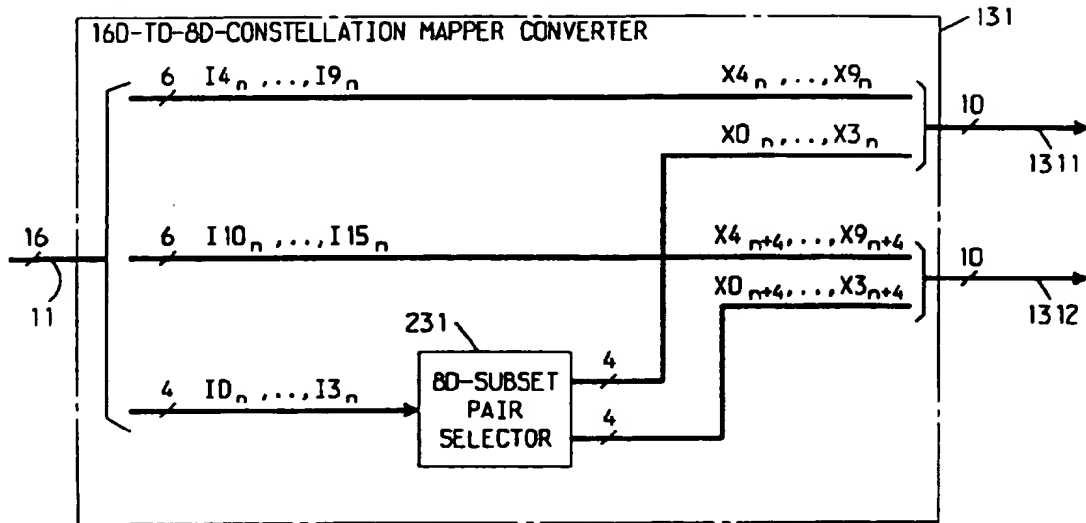 16D-TO-8D-CONSTELLATION MAPPER CONVERTER
131
6 I4n ,...,I9n X4n ,...,X9n
10
X0n ,...,X3n
1311
16
6 I10n ,...,I15n X4n+4,...,X9n+4
10
X0n+4,...,X3n+4
11
1312
231
4 I0n ,...,I3n
8D-SUBSET
PAIR
SELECTOR
4
4